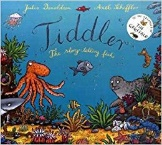 Julia Donaldson Axel Scheffler
Tiddler
The story-telling fish